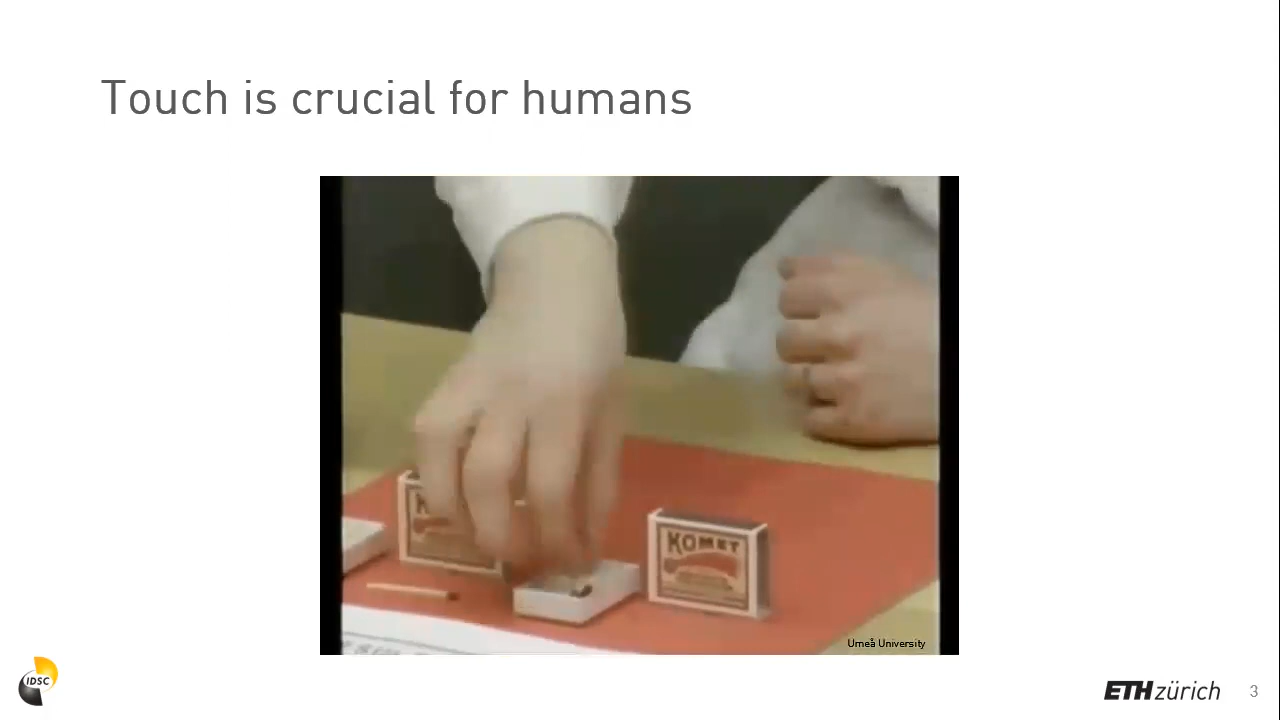 Touch is crucial for humans
K
KOMET
Umeå University
IDSC
ETH zürich
3